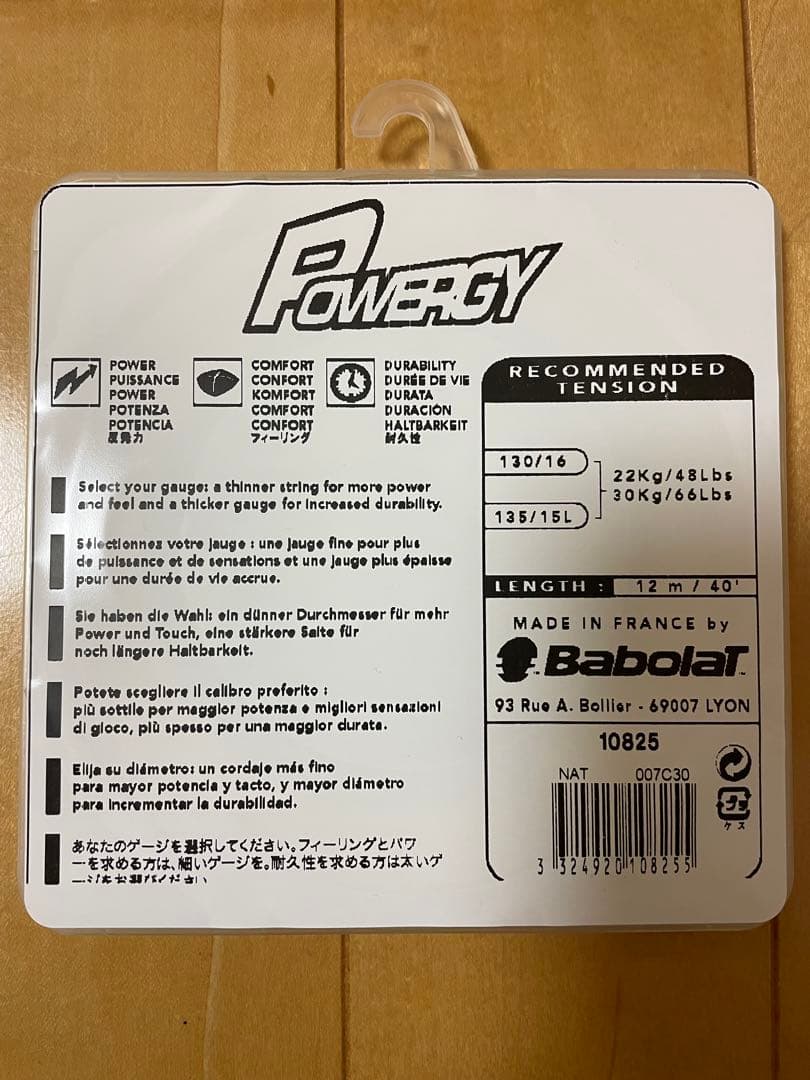 POWERGY
POWER
PUISSANCE
POWER
POTENZA
POTENCIA
反発力
COMFORT
CONFORT
KOMFORT
COMFORT
CONFORT
フィーリング
DURABILITY
DURÉE DE VIE
DURATA
DURACIÓN
HALTBARKEIT
耐久性
Select your gauge: a thinner string for more power
and feel and a thicker gauge for increased durability.
Sélectionnez votre jauge : une jauge fine pour plus
de puissance et de sensations et une jauge plus épaisse
pour une durée de vie accrue.
Sie haben die Wahl: ein dünner Durchmesser für mehr
Power und Touch, eine stärkere Saite für
noch längere Haltbarkeit.
Potete scegliere il calibro preferito :
più sottile per maggior potenza e migliori sensazioni
di gioco, più spesso per una maggior durata.
Elija su diámetro: un cordaje más fino
para mayor potencia y tacto, y mayor diámetro
para incrementar la durabilidad.
あなたのゲージを選択してください。フィーリングとパワ
ーを求める方は、細いゲージを。耐久性を求める方は太いゲ
ージをお選びください
RECOMMENDED
TENSION
130/16
22Kg/48Lbs
30Kg/66Lbs
135/15L
LENGTH : 12 m / 40'
MADE IN FRANCE by
BabolaT
93 Rue A. Bollier - 69007 LYON
10825
NAT 007C30
3 324920 108255
ケス